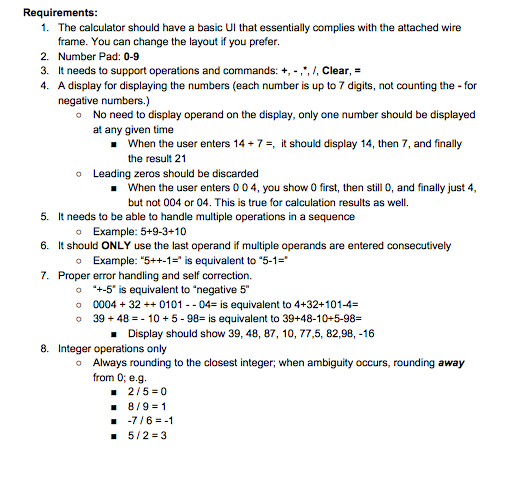 Requirements:
1. The calculator should have a basic UI that essentially complies with the attached wire
frame. You can change the layout if you prefer.
2. Number Pad: 0-9
3. It needs to support operations and commands: +, - ,*, /, Clear, =
4. A display for displaying the numbers (each number is up to 7 digits, not counting the - for
negative numbers.)
o No need to display operand on the display, only one number should be displayed
at any given time
■ When the user enters 14 + 7 =, it should display 14, then 7, and finally
the result 21
o Leading zeros should be discarded
■ When the user enters 0 0 4, you show 0 first, then still 0, and finally just 4,
but not 004 or 04. This is true for calculation results as well.
5. It needs to be able to handle multiple operations in a sequence
o Example: 5+9-3+10
6. It should ONLY use the last operand if multiple operands are entered consecutively
o Example: "5++-1=" is equivalent to "5-1="
7. Proper error handling and self correction.
o "+-5" is equivalent to "negative 5"
o 0004 + 32 ++ 0101 - - 04= is equivalent to 4+32+101-4=
o 39 + 48 = - 10 + 5 - 98= is equivalent to 39+48-10+5-98=
■ Display should show 39, 48, 87, 10, 77,5, 82,98, -16
8. Integer operations only
o Always rounding to the closest integer; when ambiguity occurs, rounding away
from 0; e.g.
■ 2 / 5 = 0
■ 8 / 9 = 1
■ -7 / 6 = -1
■ 5 / 2 = 3